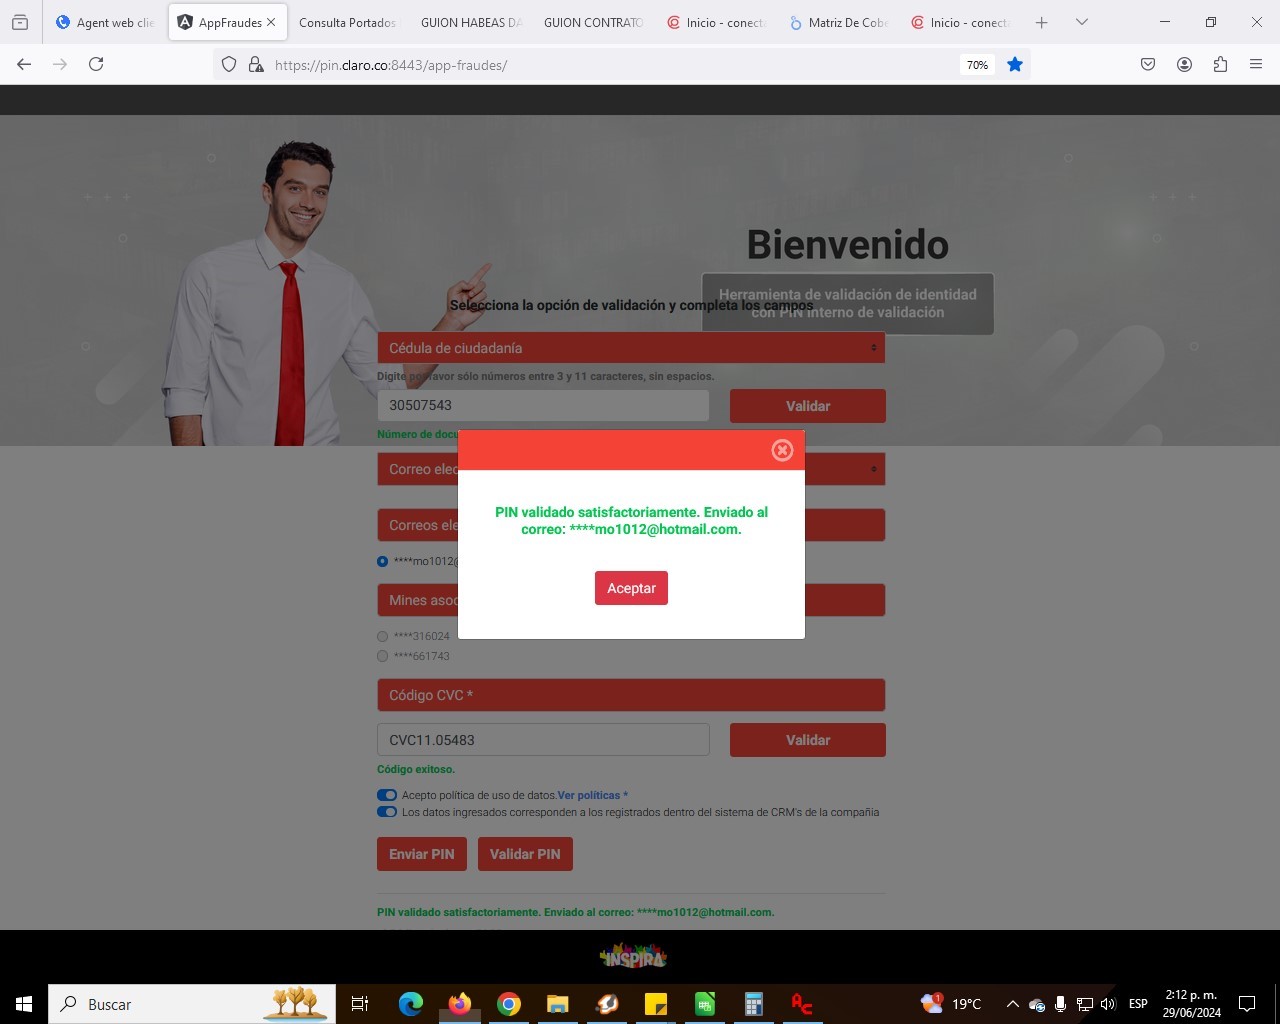 Agent web clie
AppFraudes
Consulta Portados
GUION HABEAS DA
GUION CONTRATO
Inicio - conecta
Matriz De Cobe
Inicio - conecta
https://pin.claro.co:8443/app-fraudes/
70%
Bienvenido
Herramienta de validación de identidad
con PIN interno de validación
Selecciona la opción de validación y completa los campos
Cédula de ciudadanía
Digite por favor sólo números entre 3 y 11 caracteres, sin espacios.
30507543
Validar
Número de docu
Correo elec
PIN validado satisfactoriamente. Enviado al
correo: ****mo1012@hotmail.com.
Aceptar
Correos ele
****mo1012@
Mines asoc
****316024
****661743
Código CVC *
CVC11.05483
Validar
Código exitoso.
Acepto política de uso de datos.Ver políticas *
Los datos ingresados corresponden a los registrados dentro del sistema de CRM's de la compañia
Enviar PIN
Validar PIN
PIN validado satisfactoriamente. Enviado al correo: ****mo1012@hotmail.com.
INSPIRA
Buscar
1
19°C
ESP
2:12 p. m.
29/06/2024